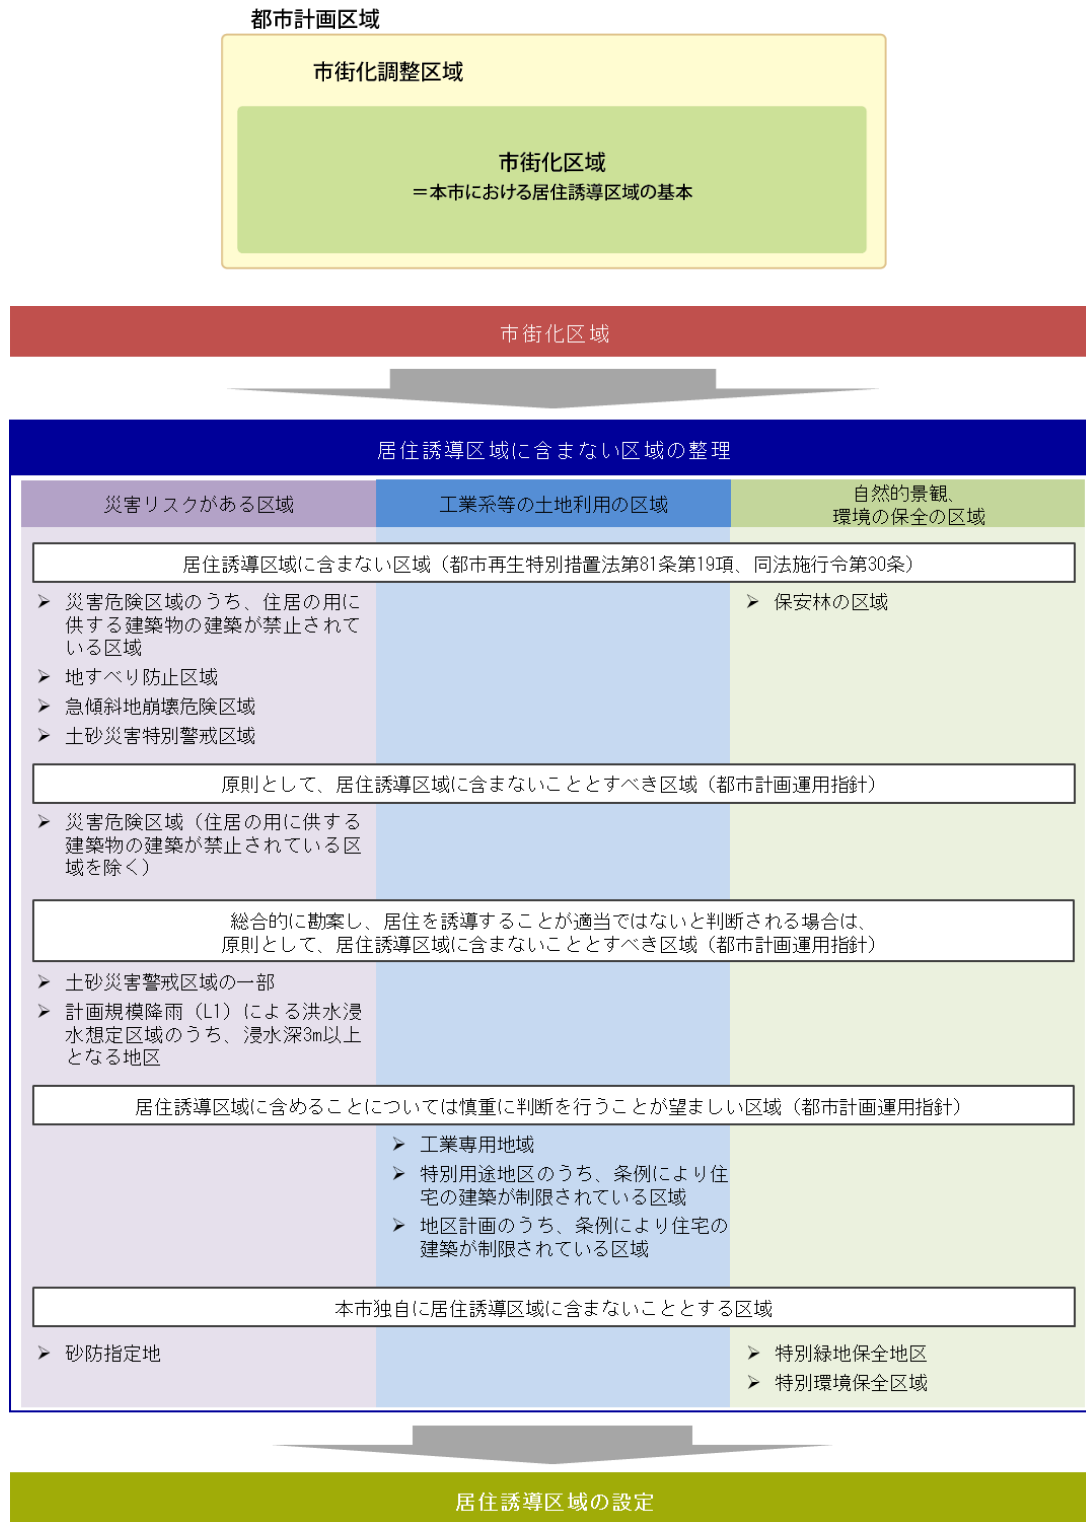 都市計画区域
市街化調整区域
市街化区域
＝本市における居住誘導区域の基本
市街化区域
居住誘導区域に含まない区域の整理
災害リスクがある区域
工業系等の土地利用の区域
自然的景観、
環境の保全の区域
居住誘導区域に含まない区域（都市再生特別措置法第81条第19項、同法施行令第30条）
➢ 災害危険区域のうち、住居の用に
供する建築物の建築が禁止されて
いる区域
➢ 地すべり防止区域
➢ 急傾斜地崩壊危険区域
➢ 土砂災害特別警戒区域
➢ 保安林の区域
原則として、居住誘導区域に含まないこととすべき区域（都市計画運用指針）
➢ 災害危険区域（住居の用に供する
建築物の建築が禁止されている区
域を除く）
総合的に勘案し、居住を誘導することが適当ではないと判断される場合は、
原則として、居住誘導区域に含まないこととすべき区域（都市計画運用指針）
➢ 土砂災害警戒区域の一部
➢ 計画規模降雨（L1）による洪水浸
水想定区域のうち、浸水深3m以上
となる地区
居住誘導区域に含めることについては慎重に判断を行うことが望ましい区域（都市計画運用指針）
➢ 工業専用地域
➢ 特別用途地区のうち、条例により住
宅の建築が制限されている区域
➢ 地区計画のうち、条例により住宅の
建築が制限されている区域
本市独自に居住誘導区域に含まないこととする区域
➢ 砂防指定地
➢ 特別緑地保全地区
➢ 特別環境保全区域
居住誘導区域の設定